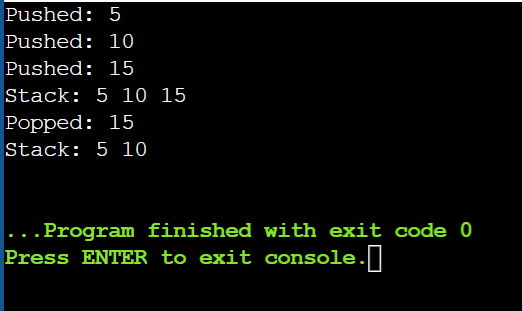 Pushed: 5
Pushed: 10
Pushed: 15
Stack: 5 10 15
Popped: 15
Stack: 5 10
...Program finished with exit code 0
Press ENTER to exit console.